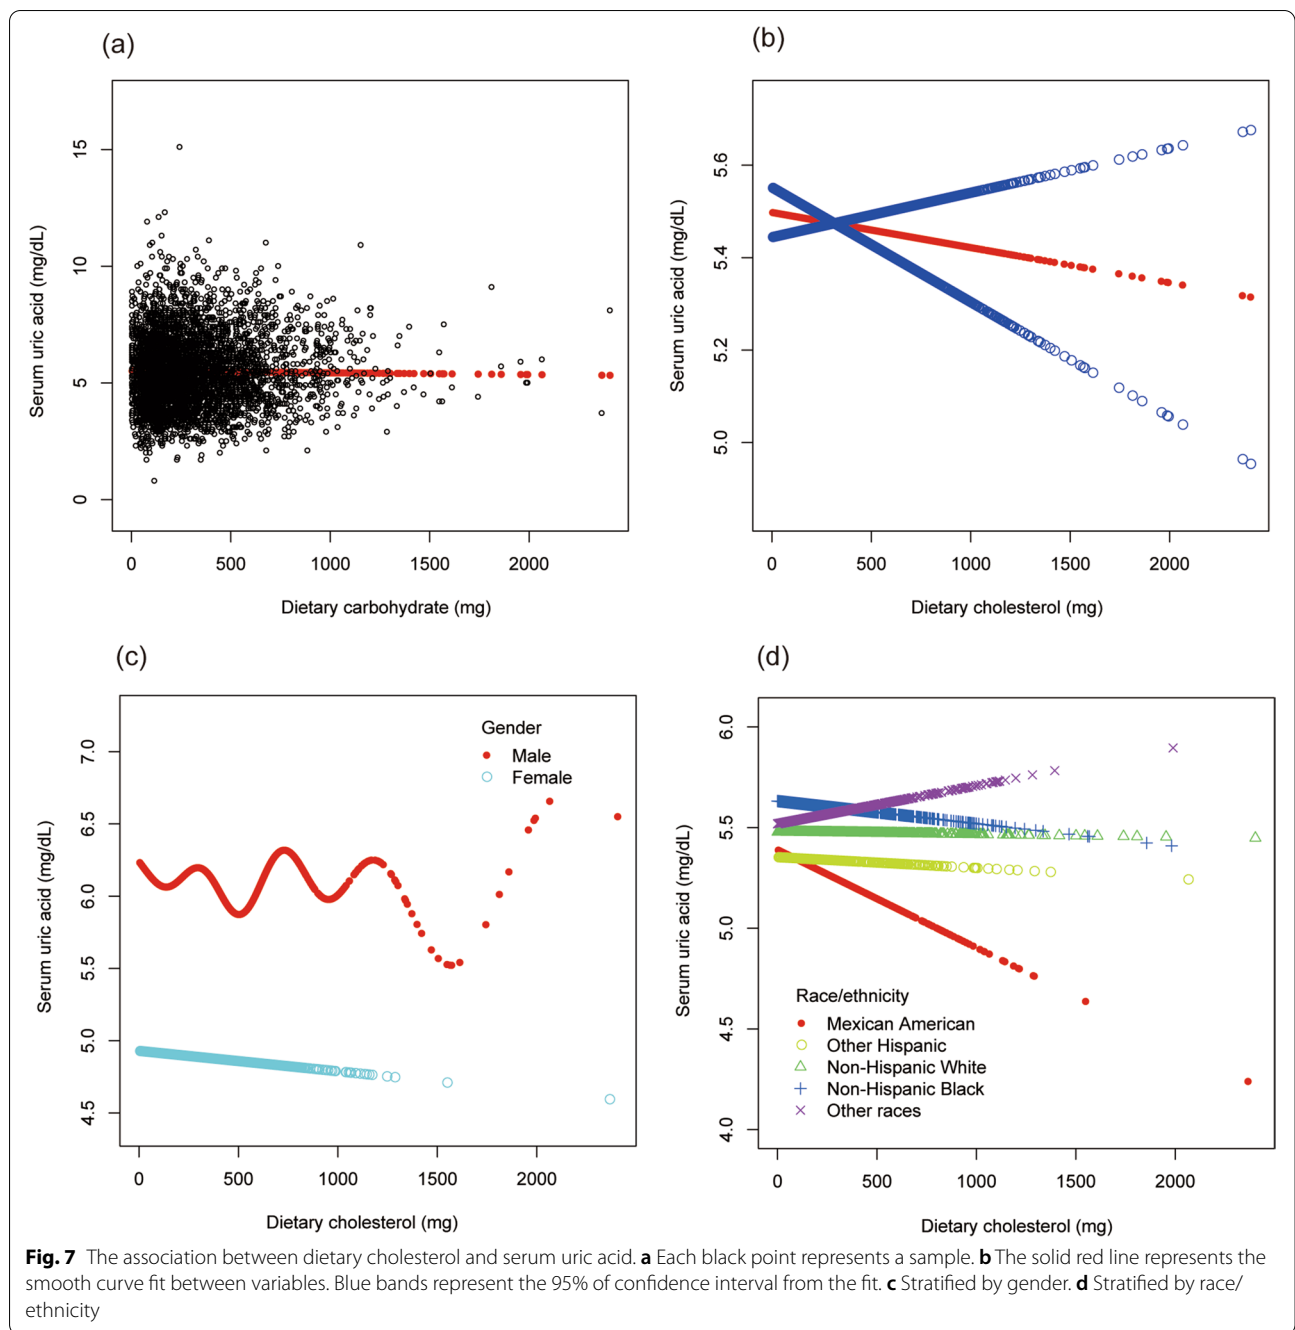 (a)
15
10
5
0
Serum uric acid (mg/dL)
0 500 1000 1500 2000
Dietary carbohydrate (mg)
(b)
5.6
5.4
5.2
5.0
Serum uric acid (mg/dL)
0 500 1000 1500 2000
Dietary cholesterol (mg)
(c)
7.0
6.5
6.0
5.5
5.0
4.5
Serum uric acid (mg/dL)
Gender
Male
Female
0 500 1000 1500 2000
Dietary cholesterol (mg)
(d)
6.0
5.5
5.0
4.5
4.0
Serum uric acid (mg/dL)
Race/ethnicity
Mexican American
Other Hispanic
Non-Hispanic White
Non-Hispanic Black
Other races
0 500 1000 1500 2000
Dietary cholesterol (mg)
Fig. 7 The association between dietary cholesterol and serum uric acid. a Each black point represents a sample. b The solid red line represents the
smooth curve fit between variables. Blue bands represent the 95% of confidence interval from the fit. c Stratified by gender. d Stratified by race/
ethnicity